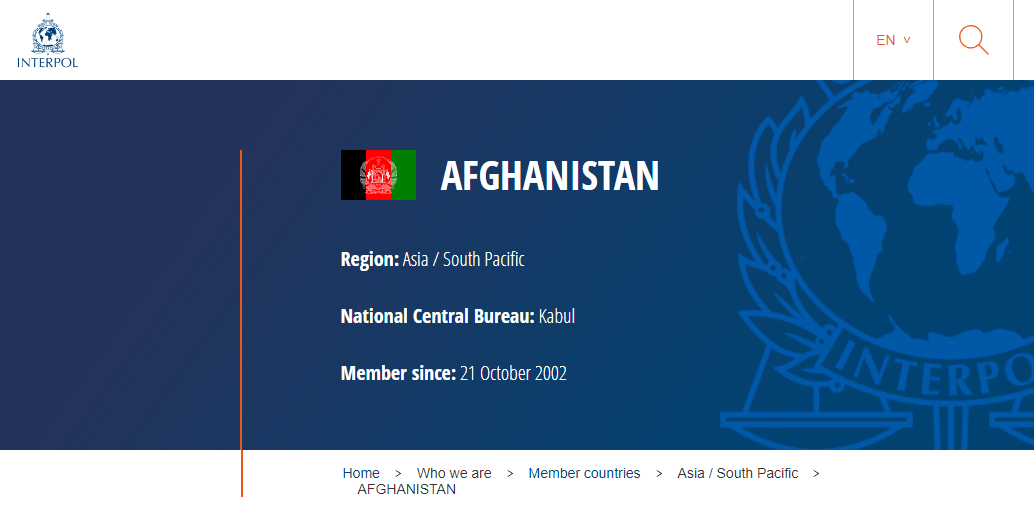 INTERPOL
EN
AFGHANISTAN
Region: Asia / South Pacific
National Central Bureau: Kabul
Member since: 21 October 2002
INTERPO
Home > Who we are > Member countries > Asia / South Pacific >
AFGHANISTAN